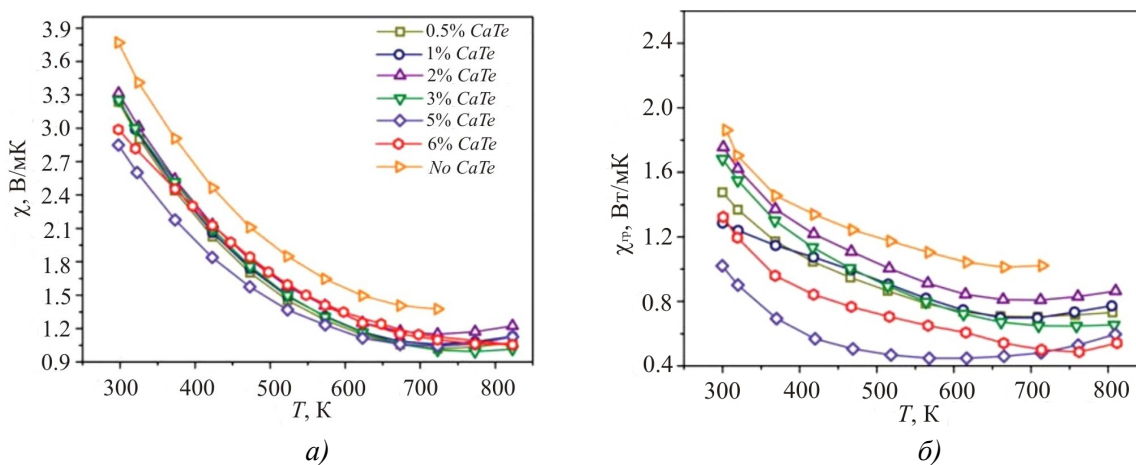 3.9
3.6
3.3
3.0
2.7
2.4
2.1
1.8
1.5
1.2
0.9
χ, В/мК
0.5% CaTe
1% CaTe
2% CaTe
3% CaTe
5% CaTe
6% CaTe
No CaTe
300 400 500 600 700 800
T, К
а)
2.4
2.0
1.6
1.2
0.8
0.4
χгр, Вт/мК
300 400 500 600 700 800
T, К
б)